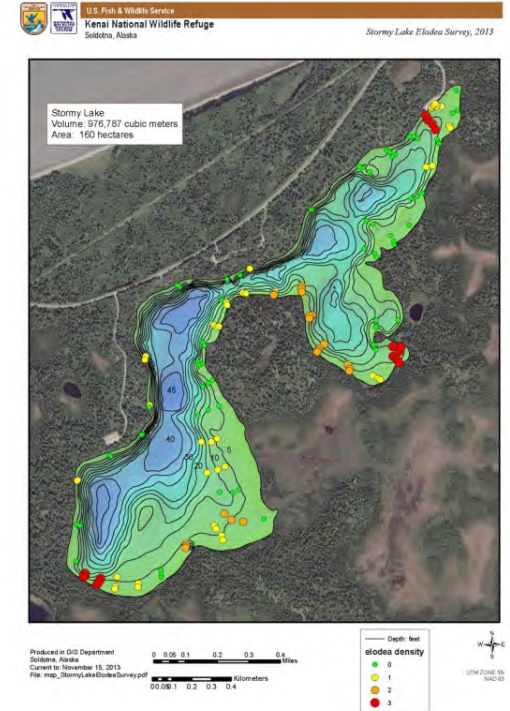 U.S. Fish & Wildlife Service
Kenai National Wildlife Refuge
Soldotna, Alaska
Stormy Lake Elodea Survey, 2013
Stormy Lake
Volume: 976,787 cubic meters
Area: 160 hectares
45
40
30
20
10
5
Produced in GIS Department
Soldotna, Alaska
Current to: November 15, 2013
File: map_StormyLakeElodeaSurvey.pdf
0 0.05 0.1 0.2 0.3 0.4
Miles
0 0.05 0.1 0.2 0.3 0.4
Kilometers
Depth: feet
elodea density
0
1
2
3
N
W E
S
UTM ZONE 5N
NAD 83